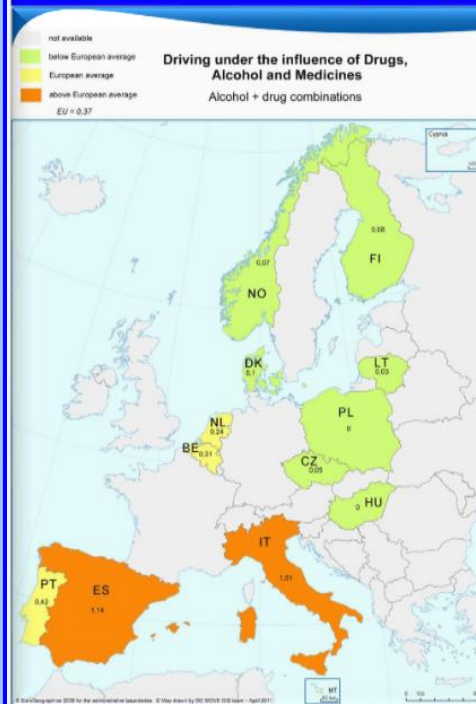 not available
below European average
European average
above European average
EU = 0,37
Driving under the influence of Drugs,
Alcohol and Medicines
Alcohol + drug combinations
Cyprus
0,08
FI
0,07
NO
DK
0,1
LT
0,03
PL
0
NL
0,24
BE
0,31
CZ
0,05
0 HU
IT
1,01
PT
0,42
ES
1,14
MT